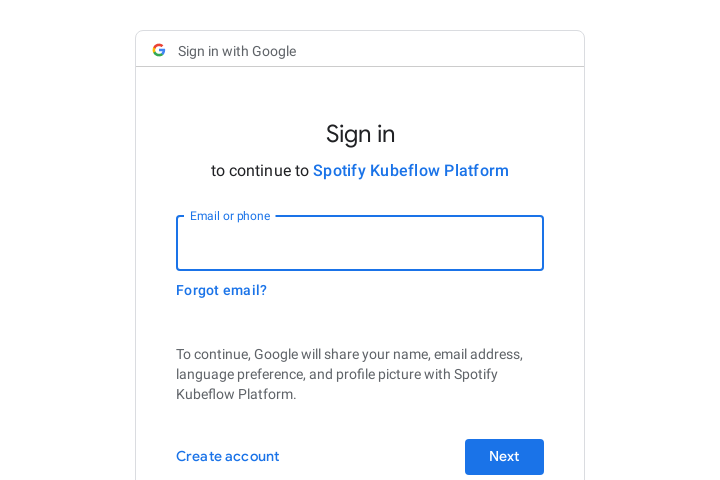 Sign in with Google
Sign in
to continue to Spotify Kubeflow Platform
Email or phone
Forgot email?
To continue, Google will share your name, email address,
language preference, and profile picture with Spotify
Kubeflow Platform.
Create account
Next